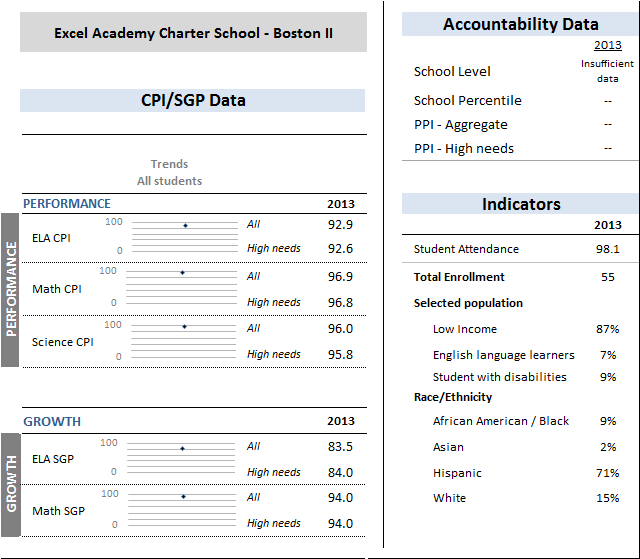 Excel Academy Charter School - Boston II
CPI/SGP Data
Trends
All students
PERFORMANCE 2013
PERFORMANCE
ELA CPI 100 0 All 92.9
High needs 92.6
Math CPI 100 0 All 96.9
High needs 96.8
Science CPI 100 0 All 96.0
High needs 95.8
GROWTH 2013
GROWTH
ELA SGP 100 0 All 83.5
High needs 84.0
Math SGP 100 0 All 94.0
High needs 94.0
Accountability Data
2013
School Level Insufficient data
School Percentile --
PPI - Aggregate --
PPI - High needs --
Indicators
2013
Student Attendance 98.1
Total Enrollment 55
Selected population
Low Income 87%
English language learners 7%
Student with disabilities 9%
Race/Ethnicity
African American / Black 9%
Asian 2%
Hispanic 71%
White 15%